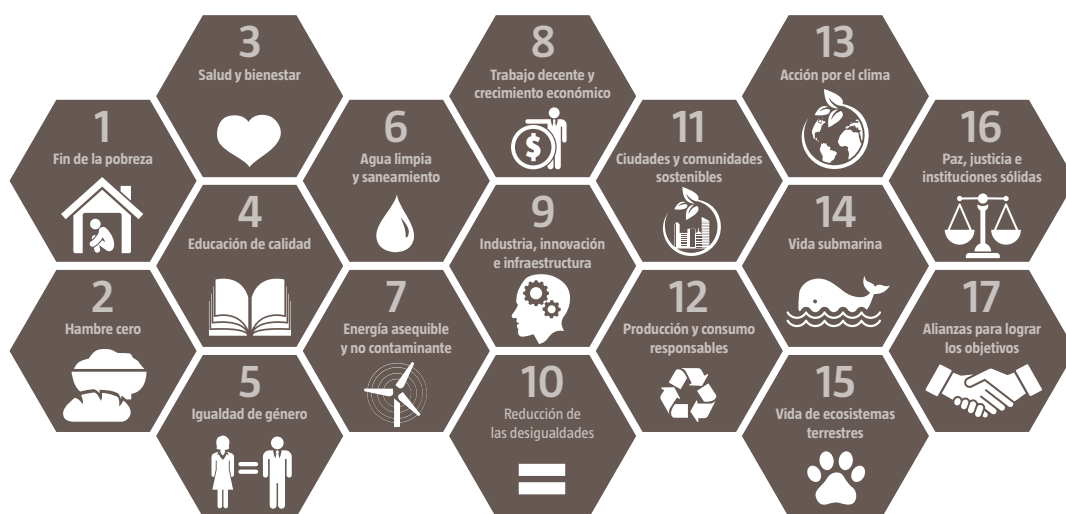 1
Fin de la pobreza
2
Hambre cero
3
Salud y bienestar
4
Educación de calidad
5
Igualdad de género
6
Agua limpia
y saneamiento
7
Energía asequible
y no contaminante
8
Trabajo decente y
crecimiento económico
$
9
Industria, innovación
e infraestructura
10
Reducción de
las desigualdades
11
Ciudades y comunidades
sostenibles
12
Producción y consumo
responsables
13
Acción por el clima
14
Vida submarina
15
Vida de ecosistemas
terrestres
16
Paz, justicia e
instituciones sólidas
17
Alianzas para lograr
los objetivos